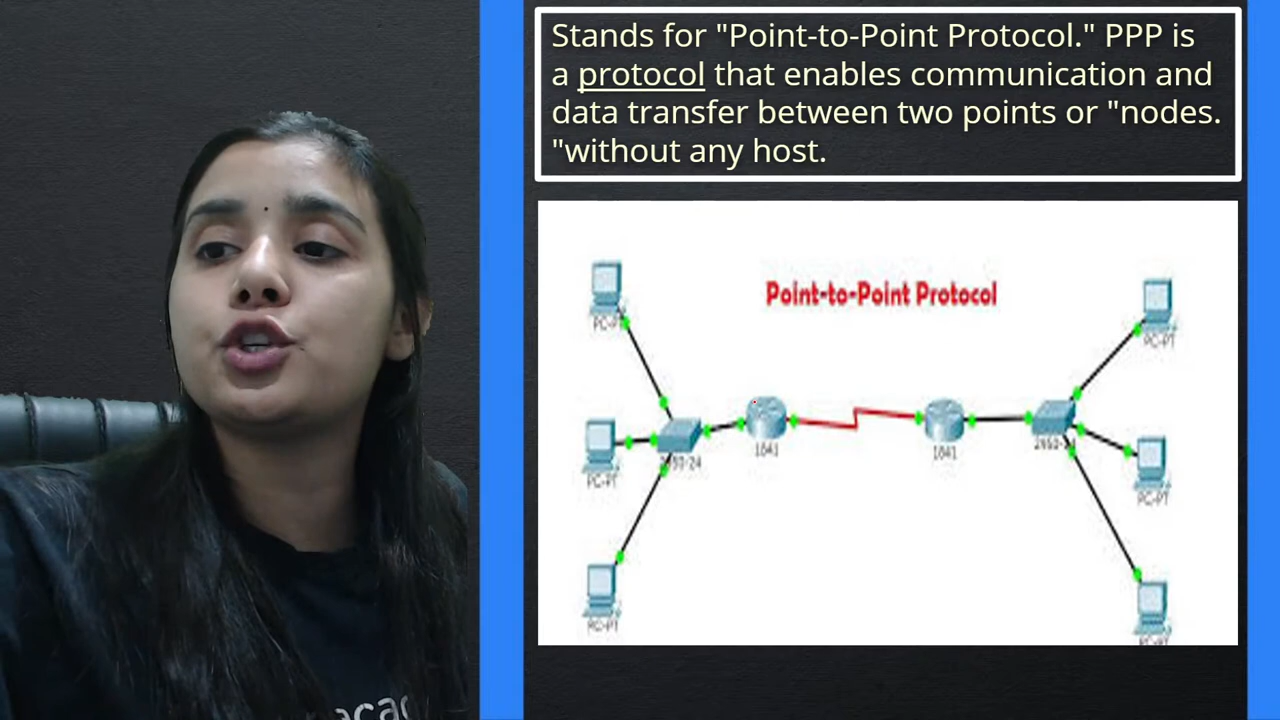 Stands for "Point-to-Point Protocol." PPP is
a protocol that enables communication and
data transfer between two points or "nodes.
"without any host.
Point-to-Point Protocol
PC-PT
PC-PT
PC-PT
1841
1841
PC-PT
PC-PT
PC-PT